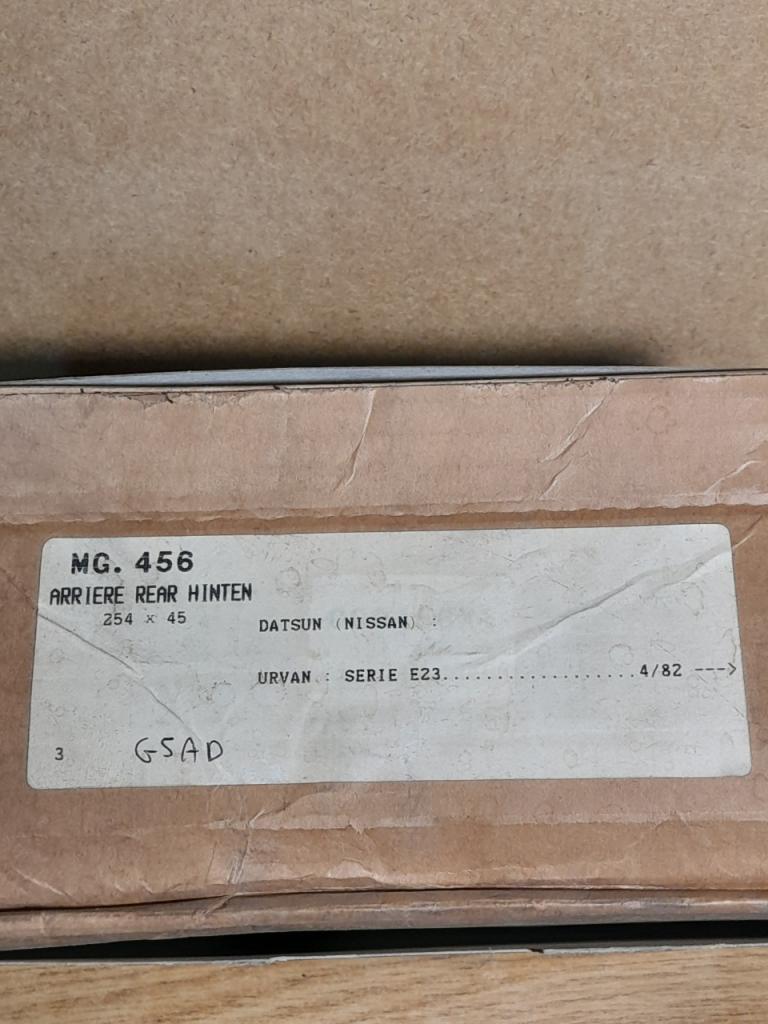 MG. 456
ARRIERE REAR HINTEN
254 x 45
DATSUN (NISSAN) :
URVAN : SERIE E23..................4/82 --->
3 G5AD